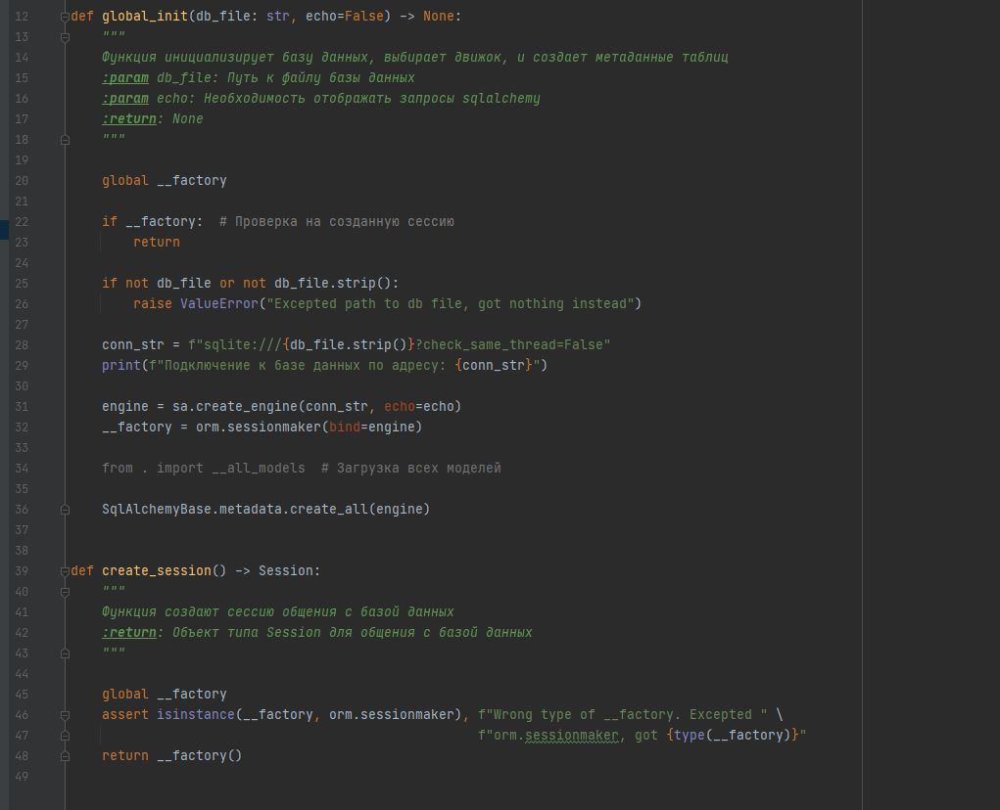 12 def global_init(db_file: str, echo=False) -> None:
13     """
14     Функция инициализирует базу данных, выбирает движок, и создает метаданные таблиц
15     :param db_file: Путь к файлу базы данных
16     :param echo: Необходимость отображать запросы sqlalchemy
17     :return: None
18     """
19
20     global __factory
21
22     if __factory:  # Проверка на созданную сессию
23         return
24
25     if not db_file or not db_file.strip():
26         raise ValueError("Excepted path to db file, got nothing instead")
27
28     conn_str = f"sqlite:///{db_file.strip()}?check_same_thread=False"
29     print(f"Подключение к базе данных по адресу: {conn_str}")
30
31     engine = sa.create_engine(conn_str, echo=echo)
32     __factory = orm.sessionmaker(bind=engine)
33
34     from . import __all_models  # Загрузка всех моделей
35
36     SqlAlchemyBase.metadata.create_all(engine)
37
38
39 def create_session() -> Session:
40     """
41     Функция создают сессию общения с базой данных
42     :return: Объект типа Session для общения с базой данных
43     """
44
45     global __factory
46     assert isinstance(__factory, orm.sessionmaker), f"Wrong type of __factory. Excepted " \
47                                                     f"orm.sessionmaker, got {type(__factory)}"
48     return __factory()
49